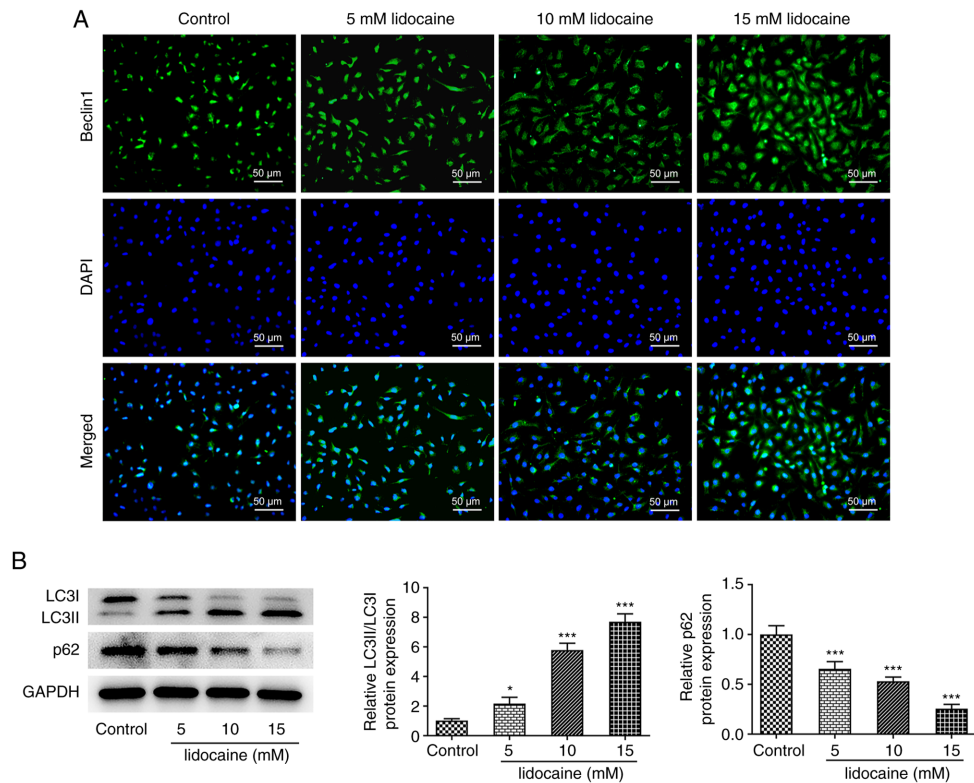 A
Control 5 mM lidocaine 10 mM lidocaine 15 mM lidocaine
Beclin1
50 µm 50 µm 50 µm 50 µm
DAPI
50 µm 50 µm 50 µm 50 µm
Merged
50 µm 50 µm 50 µm 50 µm
B
LC3I
LC3II
p62
GAPDH
Control 5 10 15
lidocaine (mM)
Relative LC3II/LC3I
protein expression
10
8
6
4
2
0
* *** ***
Control 5 10 15
lidocaine (mM)
Relative p62
protein expression
1.5
1.0
0.5
0.0
*** *** ***
Control 5 10 15
lidocaine (mM)